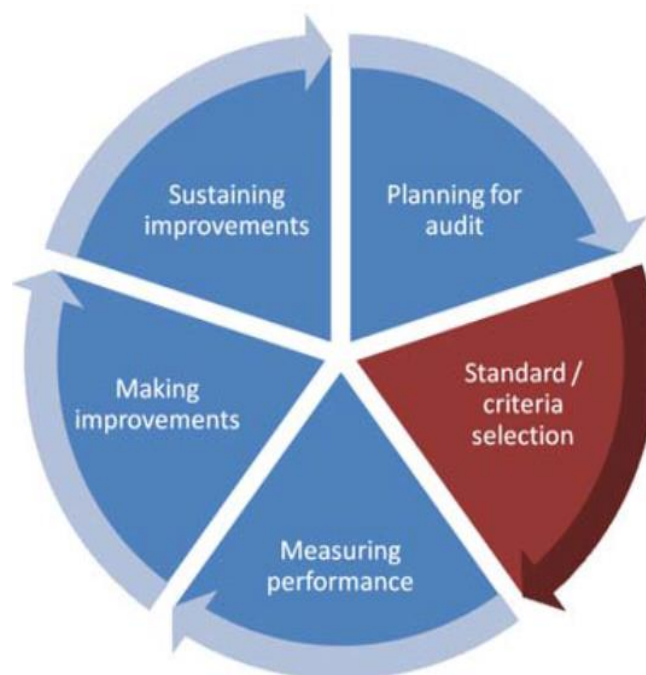 Planning for
audit
Standard /
criteria
selection
Measuring
performance
Making
improvements
Sustaining
improvements